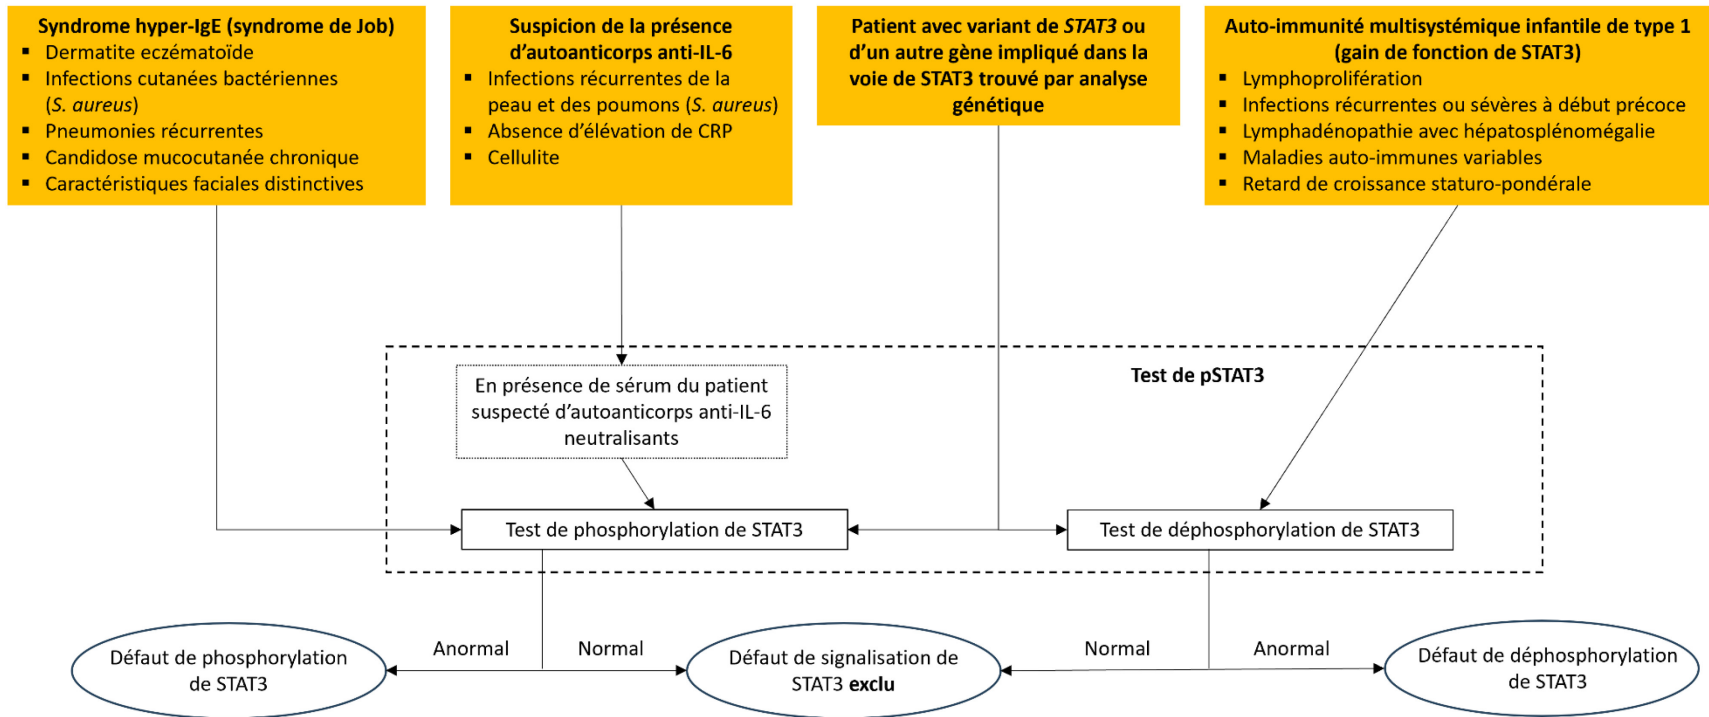 Syndrome hyper-IgE (syndrome de Job)
▪ Dermatite eczématoïde
▪ Infections cutanées bactériennes
(S. aureus)
▪ Pneumonies récurrentes
▪ Candidose mucocutanée chronique
▪ Caractéristiques faciales distinctives
Suspicion de la présence
d’autoanticorps anti-IL-6
▪ Infections récurrentes de la
peau et des poumons (S. aureus)
▪ Absence d’élévation de CRP
▪ Cellulite
Patient avec variant de STAT3 ou
d’un autre gène impliqué dans la
voie de STAT3 trouvé par analyse
génétique
Auto-immunité multisystémique infantile de type 1
(gain de fonction de STAT3)
▪ Lymphoprolifération
▪ Infections récurrentes ou sévères à début précoce
▪ Lymphadénopathie avec hépatosplénomégalie
▪ Maladies auto-immunes variables
▪ Retard de croissance staturo-pondérale
Test de pSTAT3
En présence de sérum du patient
suspecté d’autoanticorps anti-IL-6
neutralisants
Test de phosphorylation de STAT3
Test de déphosphorylation de STAT3
Anormal
Normal
Normal
Anormal
Défaut de phosphorylation
de STAT3
Défaut de signalisation de
STAT3 exclu
Défaut de déphosphorylation
de STAT3